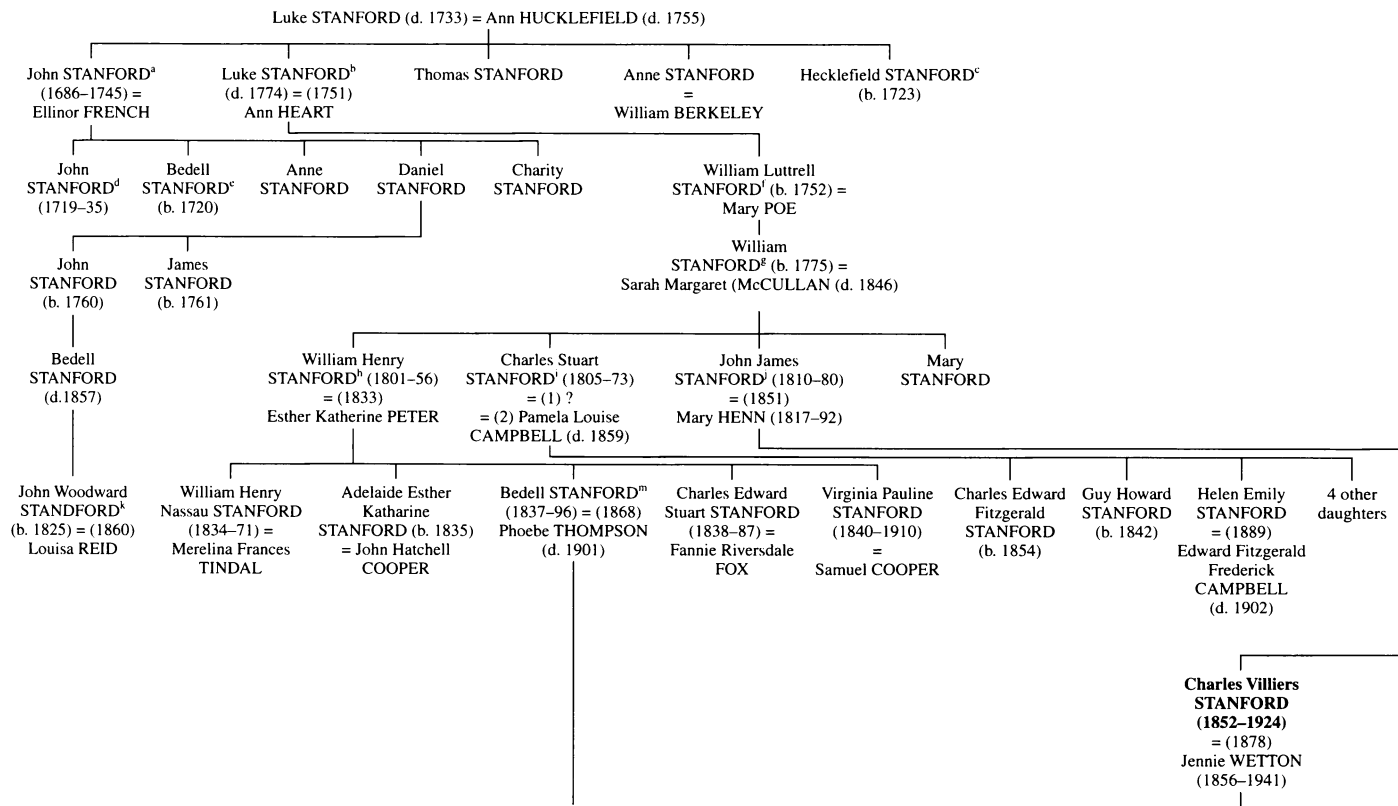 Luke STANFORD (d. 1733) = Ann HUCKLEFIELD (d. 1755)
John STANFORDᵃ
(1686–1745) =
Ellinor FRENCH
Luke STANFORDᵇ
(d. 1774) = (1751)
Ann HEART
Thomas STANFORD
Anne STANFORD
=
William BERKELEY
Hecklefield STANFORDᶜ
(b. 1723)
John
STANFORDᵈ
(1719–35)
Bedell
STANFORDᵉ
(b. 1720)
Anne
STANFORD
Daniel
STANFORD
Charity
STANFORD
William Luttrell
STANFORDᶠ (b. 1752) =
Mary POE
John
STANFORD
(b. 1760)
James
STANFORD
(b. 1761)
William
STANFORDᵍ (b. 1775) =
Sarah Margaret (McCULLAN (d. 1846)
Bedell
STANFORD
(d.1857)
William Henry
STANFORDʰ (1801–56)
= (1833)
Esther Katherine PETER
Charles Stuart
STANFORDⁱ (1805–73)
= (1) ?
= (2) Pamela Louise
CAMPBELL (d. 1859)
John James
STANFORDʲ (1810–80)
= (1851)
Mary HENN (1817–92)
Mary
STANFORD
John Woodward
STANDFORDᵏ
(b. 1825) = (1860)
Louisa REID
William Henry
Nassau STANFORD
(1834–71) =
Merelina Frances
TINDAL
Adelaide Esther
Katharine
STANFORD (b. 1835)
= John Hatchell
COOPER
Bedell STANFORDᵐ
(1837–96) = (1868)
Phoebe THOMPSON
(d. 1901)
Charles Edward
Stuart STANFORD
(1838–87) =
Fannie Riversdale
FOX
Virginia Pauline
STANFORD
(1840–1910)
=
Samuel COOPER
Charles Edward
Fitzgerald
STANFORD
(b. 1854)
Guy Howard
STANFORD
(b. 1842)
Helen Emily
STANFORD
= (1889)
Edward Fitzgerald
Frederick
CAMPBELL
(d. 1902)
4 other
daughters
Charles Villiers
STANFORD
(1852–1924)
= (1878)
Jennie WETTON
(1856–1941)